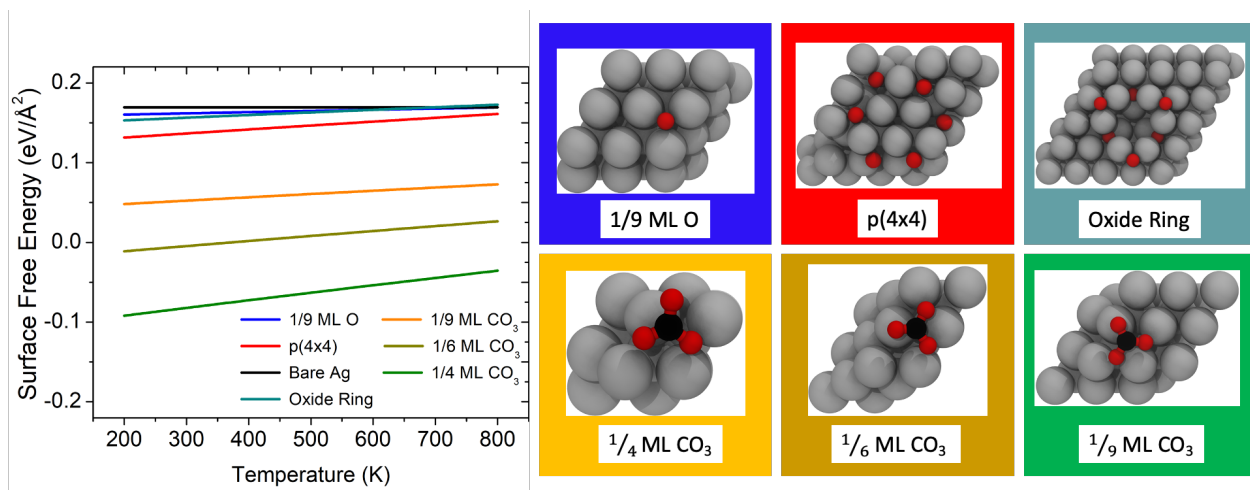 Surface Free Energy (eV/Å²)
0.2
0.1
0.0
-0.1
-0.2
1/9 ML O
p(4x4)
Bare Ag
Oxide Ring
1/9 ML CO₃
1/6 ML CO₃
1/4 ML CO₃
200 300 400 500 600 700 800
Temperature (K)
1/9 ML O
p(4x4)
Oxide Ring
¹/₄ ML CO₃
¹/₆ ML CO₃
¹/₉ ML CO₃